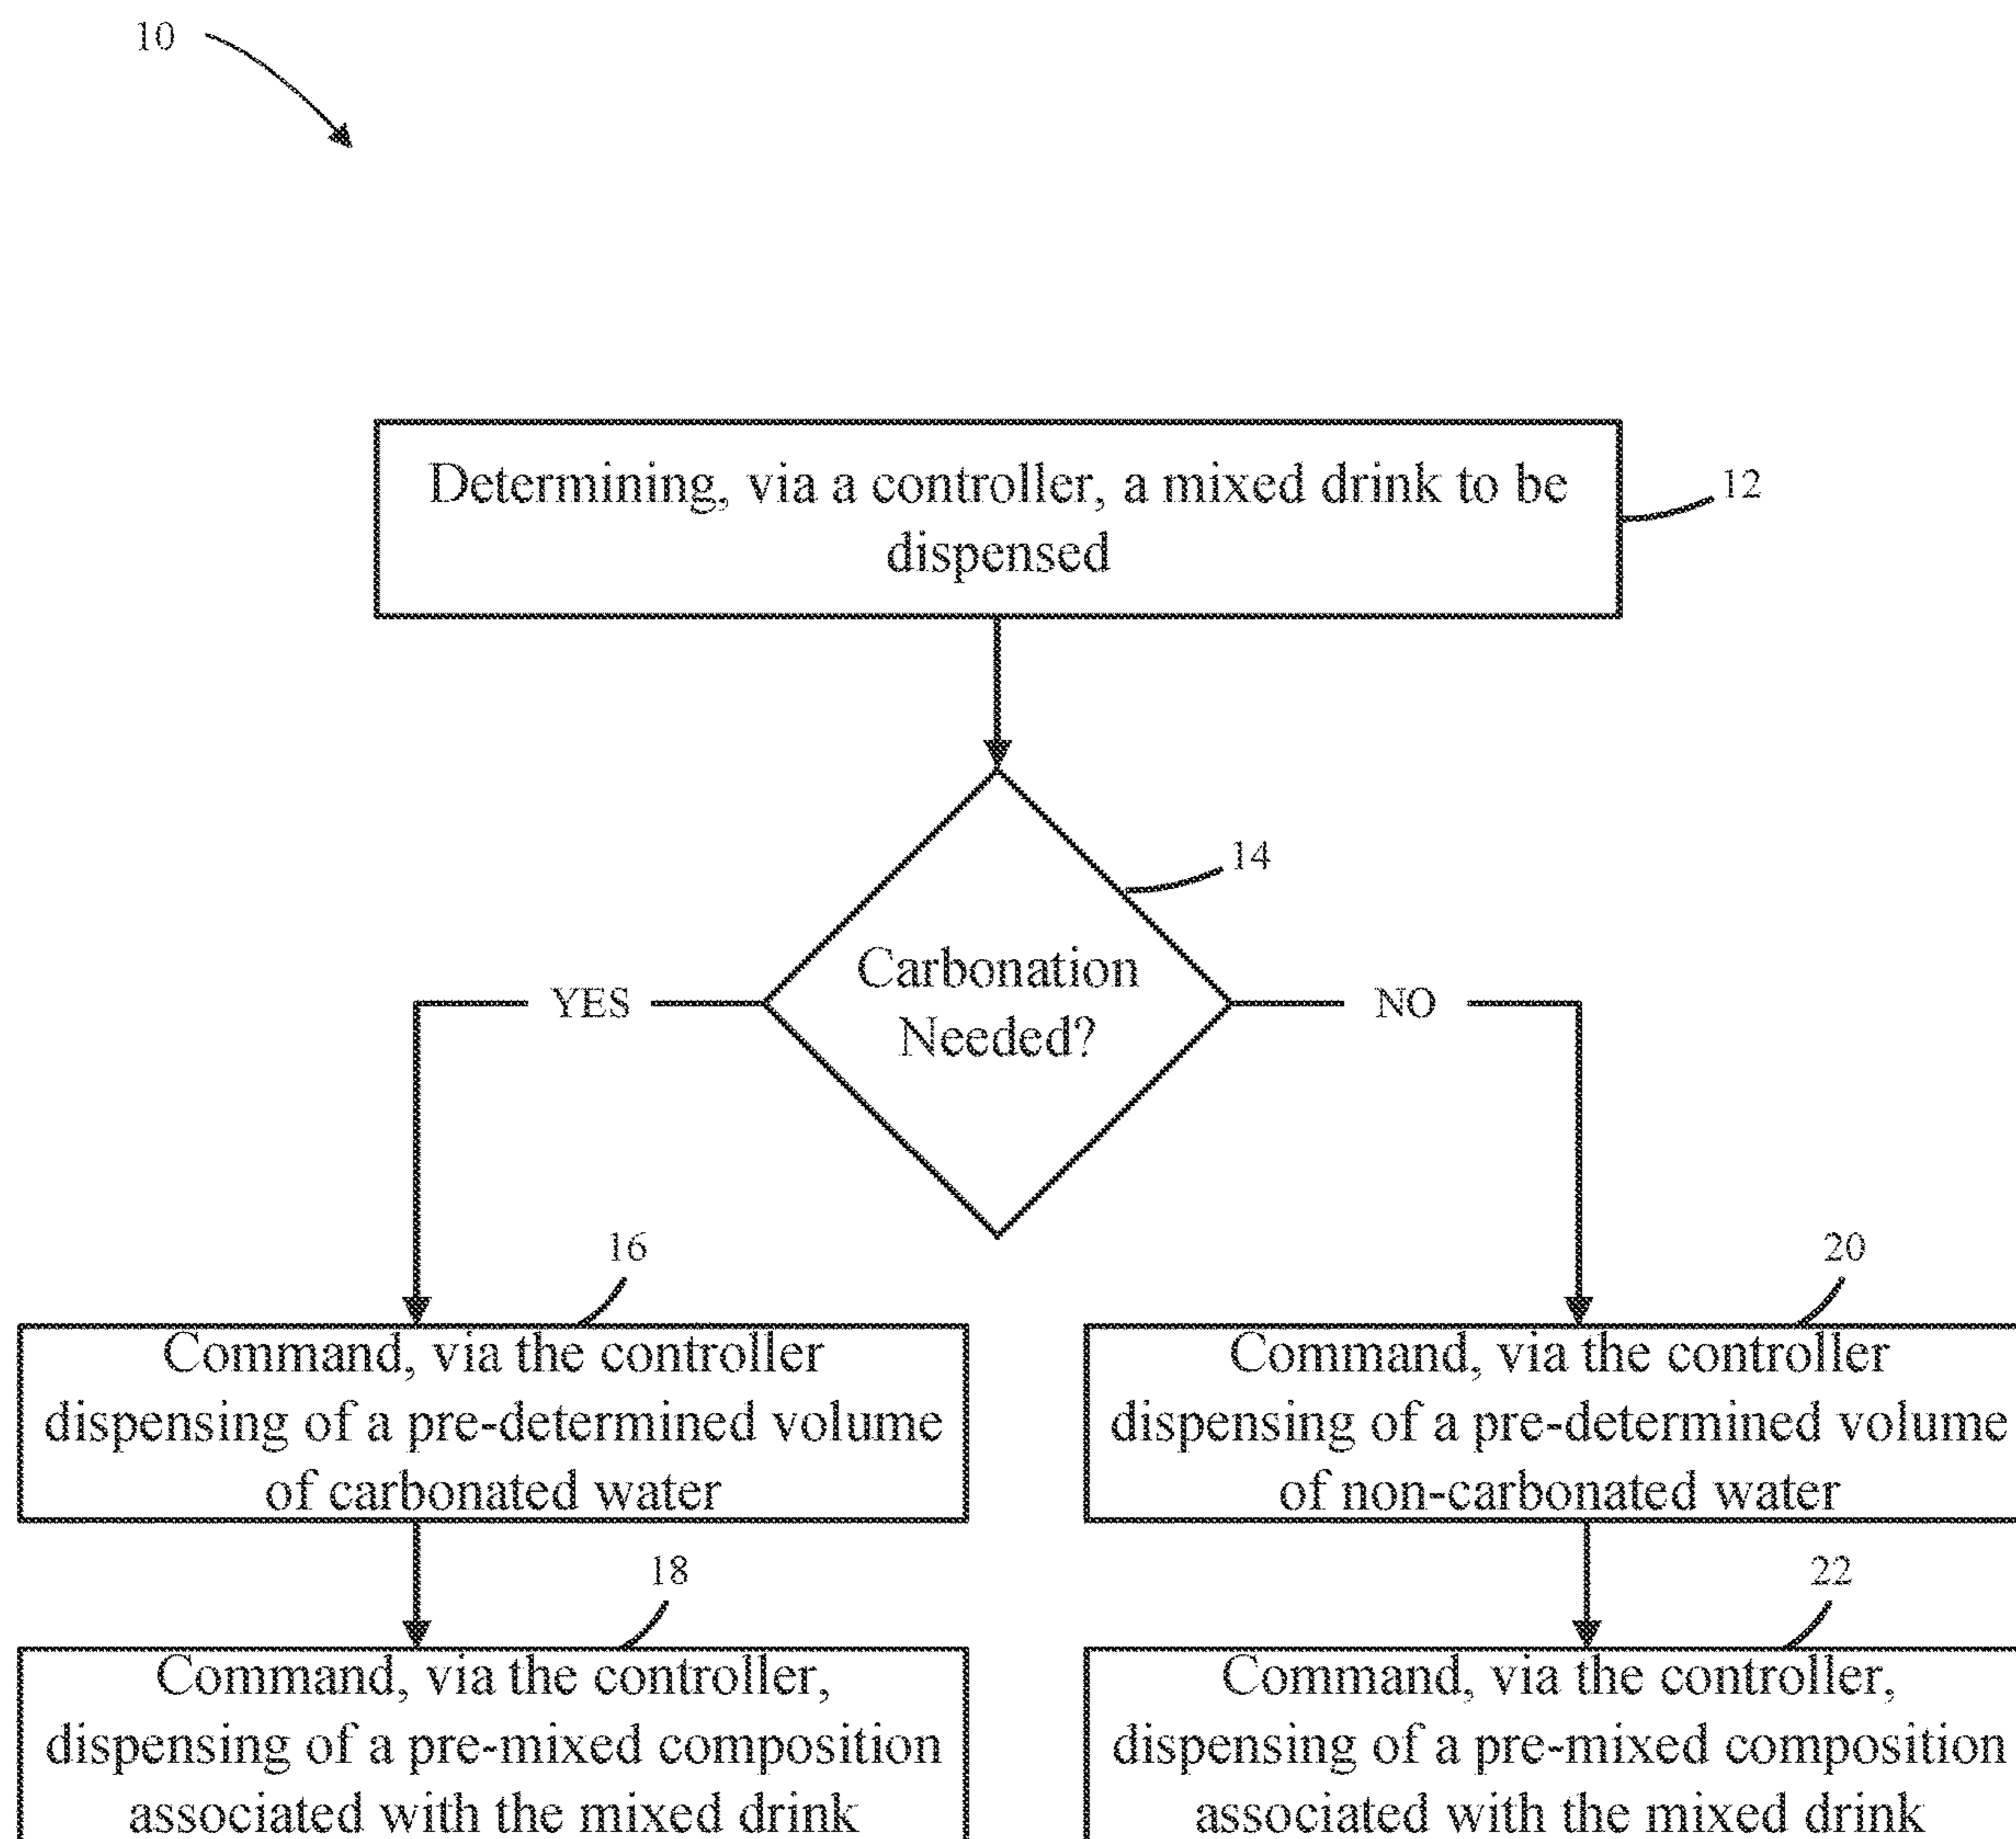 10
Determining, via a controller, a mixed drink to be
dispensed
12
14
Carbonation
Needed?
YES
NO
16
Command, via the controller
dispensing of a pre-determined volume
of carbonated water
20
Command, via the controller
dispensing of a pre-determined volume
of non-carbonated water
18
Command, via the controller,
dispensing of a pre-mixed composition
associated with the mixed drink
22
Command, via the controller,
dispensing of a pre-mixed composition
associated with the mixed drink